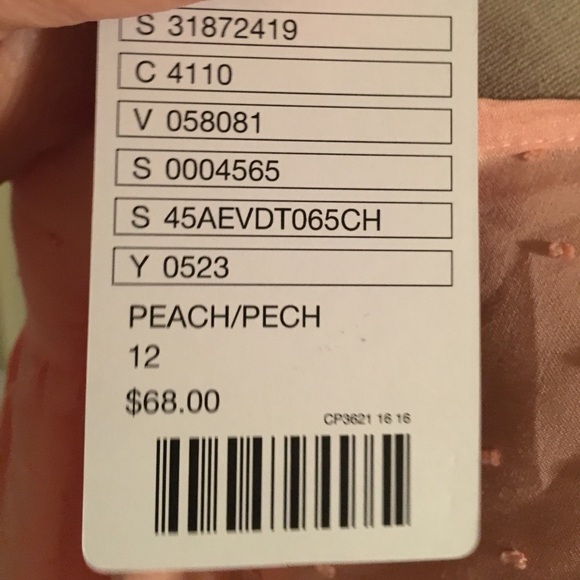 S 31872419
C 4110
V 058081
S 0004565
S 45AEVDT065CH
Y 0523
PEACH/PECH
12
$68.00
CP3621 16 16